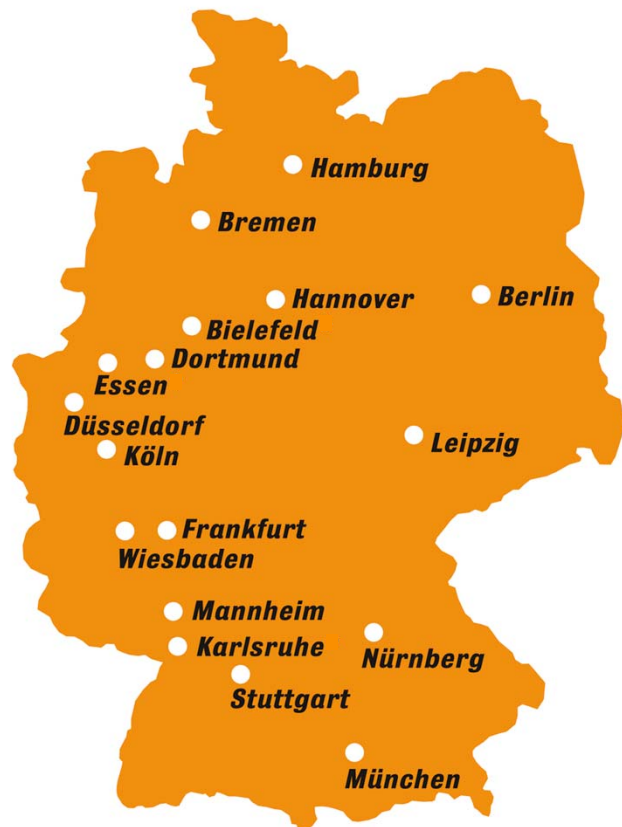 Hamburg
Bremen
Hannover
Berlin
Bielefeld
Dortmund
Essen
Düsseldorf
Köln
Leipzig
Frankfurt
Wiesbaden
Mannheim
Karlsruhe
Nürnberg
Stuttgart
München